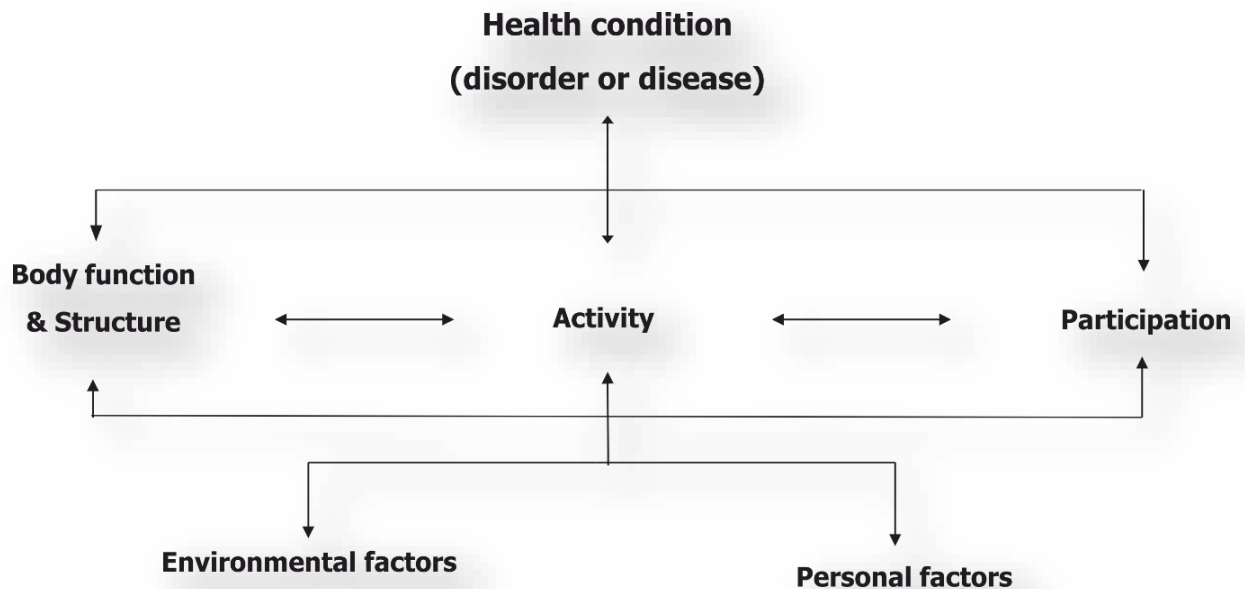 Health condition
(disorder or disease)
Body function
& Structure
Activity
Participation
Environmental factors
Personal factors